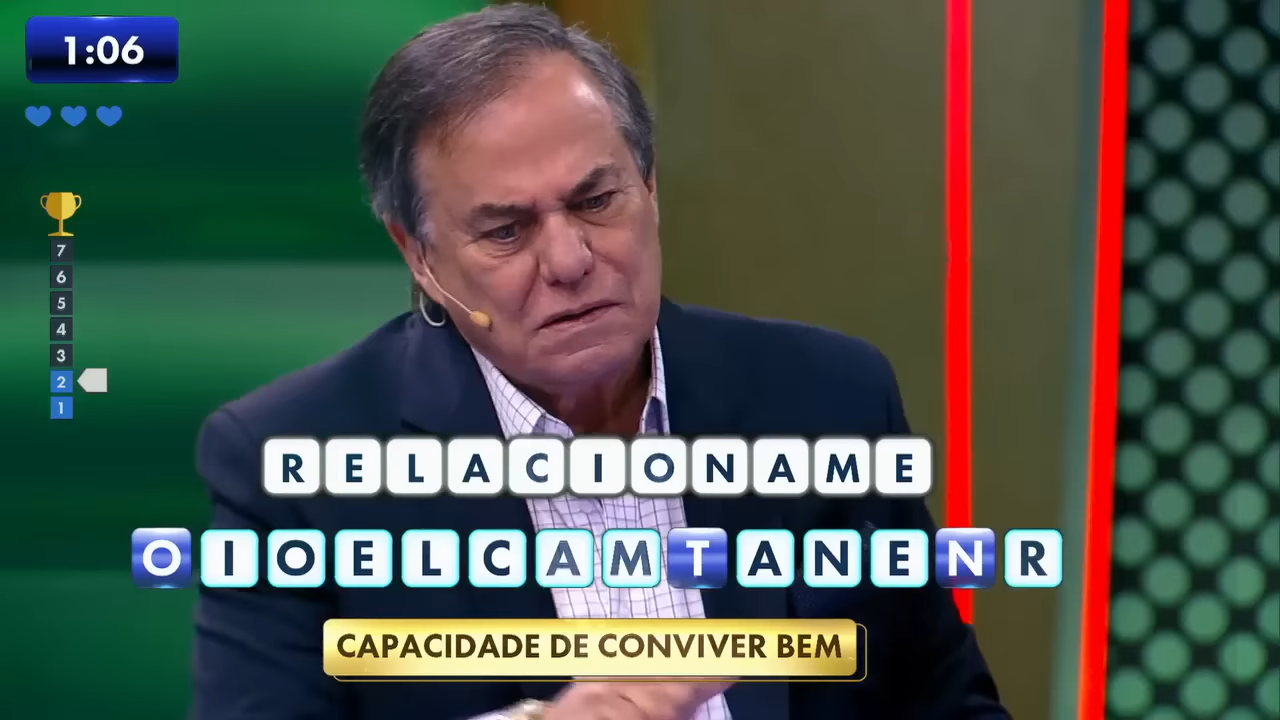 1:06
7
6
5
4
3
2
1
RELACIONAME
OIOELCAMTANENR
CAPACIDADE DE CONVIVER BEM